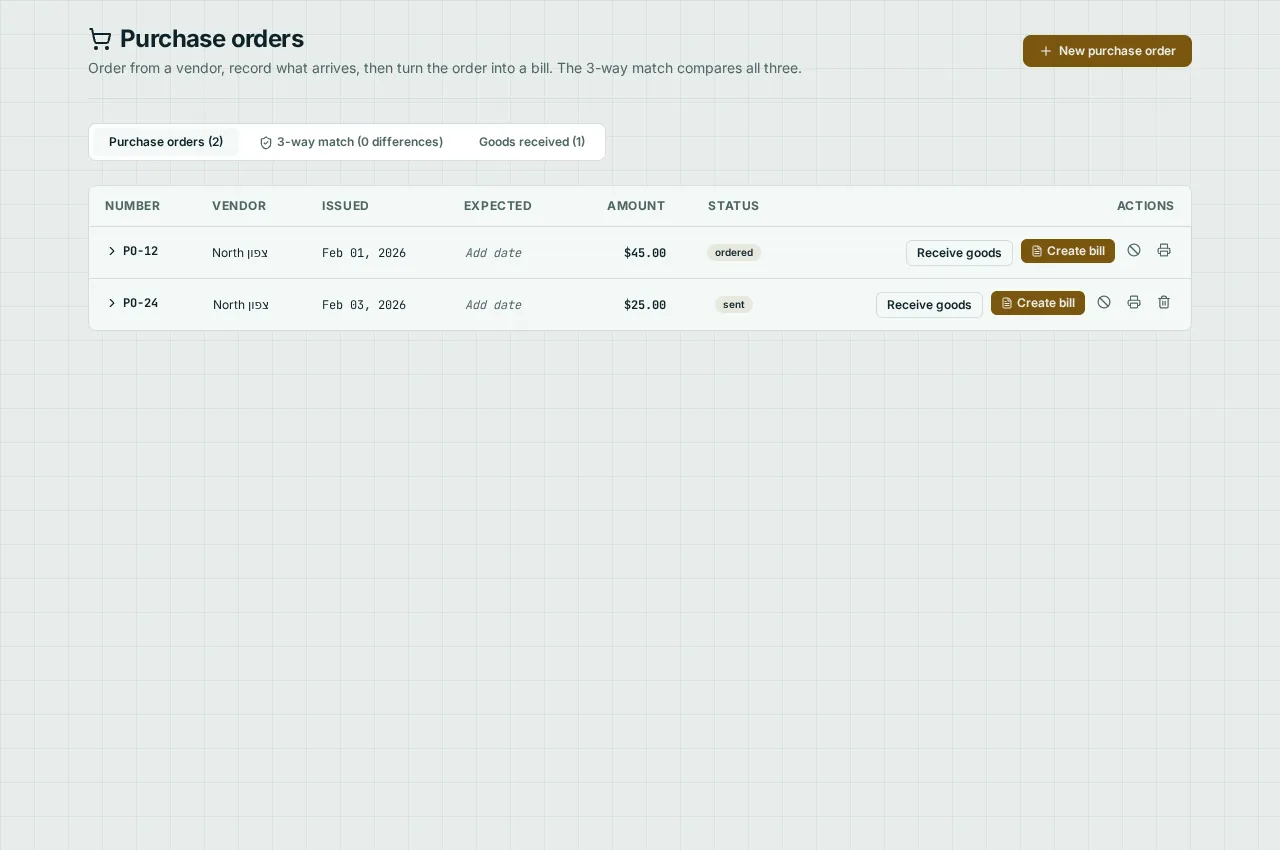 Purchase orders
Order from a vendor, record what arrives, then turn the order into a bill. The 3-way match compares all three.
New purchase order
Purchase orders (2) 3-way match (0 differences) Goods received (1)
NUMBER VENDOR ISSUED EXPECTED AMOUNT STATUS ACTIONS
PO-12 North צפון Feb 01, 2026 Add date $45.00 ordered Receive goods Create bill
PO-24 North צפון Feb 03, 2026 Add date $25.00 sent Receive goods Create bill